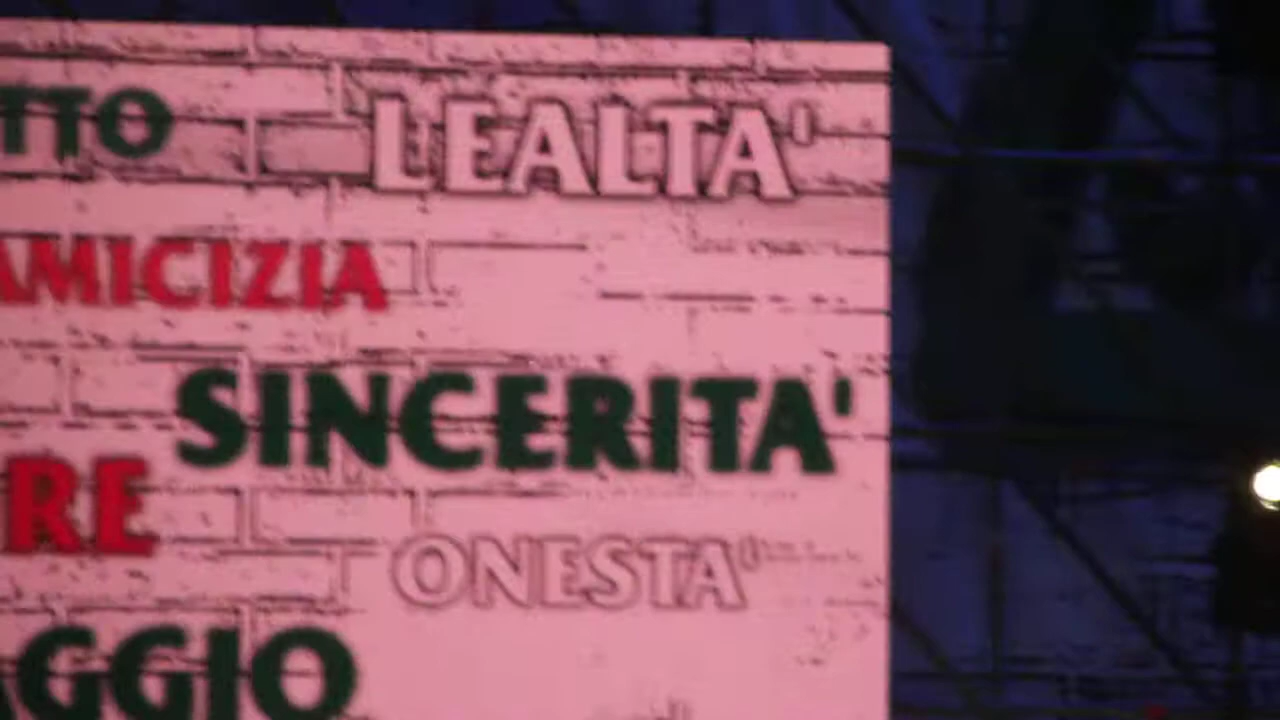 TTO LEALTA'
AMICIZIA
SINCERITA'
RE
ONESTA'
AGGIO